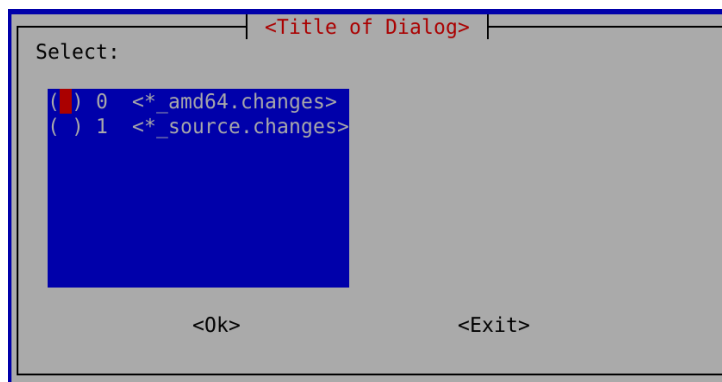 <Title of Dialog>
Select:
( ) 0 <*_amd64.changes>
( ) 1 <*_source.changes>
<Ok> <Exit>